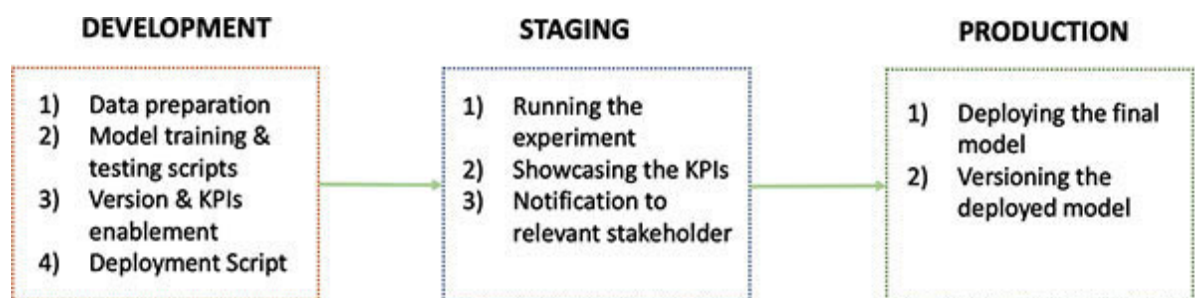 DEVELOPMENT
1) Data preparation
2) Model training &
testing scripts
3) Version & KPIs
enablement
4) Deployment Script
STAGING
1) Running the
experiment
2) Showcasing the KPIs
3) Notification to
relevant stakeholder
PRODUCTION
1) Deploying the final
model
2) Versioning the
deployed model